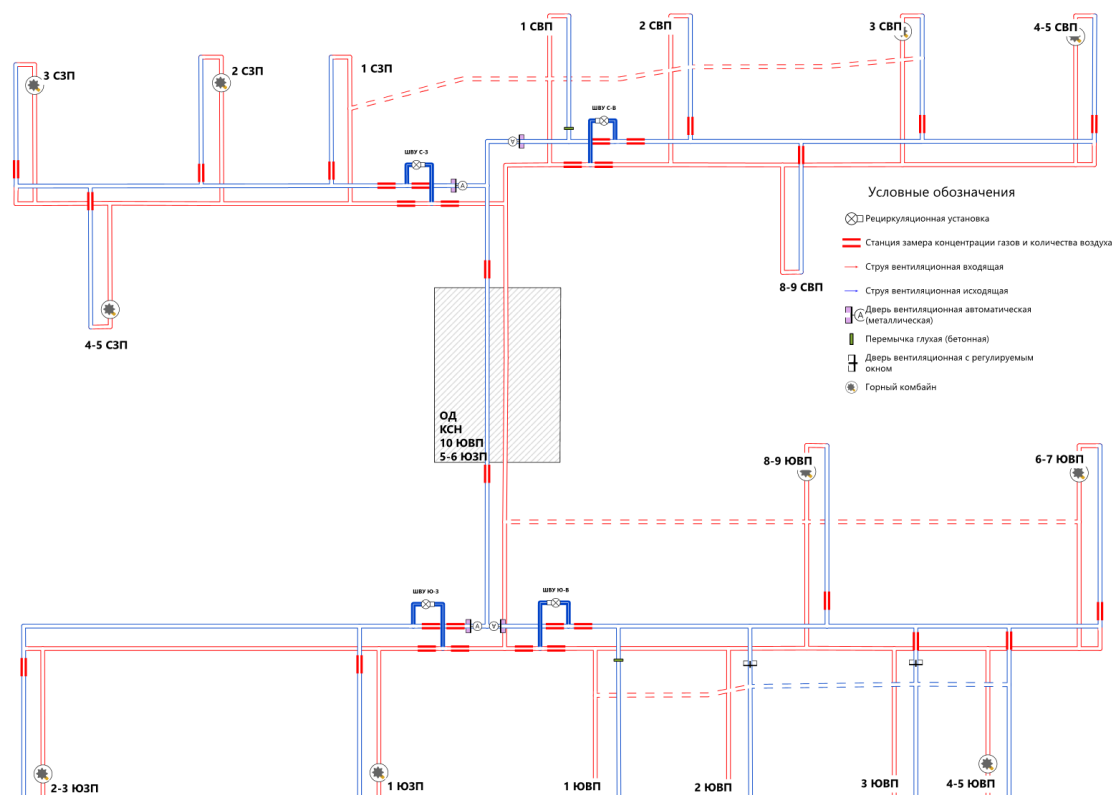 1 СВП
2 СВП
3 СВП
4-5 СВП
3 СЗП
2 СЗП
1 СЗП
ШВУ С-В
ШВУ С-З
А
А
Условные обозначения
Рециркуляционная установка
Станция замера концентрации газов и количества воздуха
Струя вентиляционная входящая
Струя вентиляционная исходящая
А
Дверь вентиляционная автоматическая
(металлическая)
Перемычка глухая (бетонная)
Дверь вентиляционная с регулируемым
окном
Горный комбайн
8-9 СВП
4-5 СЗП
ОД
КСН
10 ЮВП
5-6 ЮЗП
8-9 ЮВП
6-7 ЮВП
ШВУ Ю-З
ШВУ Ю-В
А
А
2-3 ЮЗП
1 ЮЗП
1 ЮВП
2 ЮВП
3 ЮВП
4-5 ЮВП